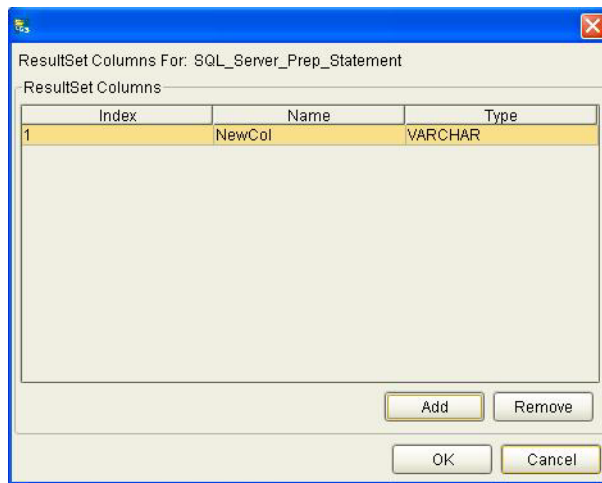 ResultSet Columns For: SQL_Server_Prep_Statement
ResultSet Columns
Index Name Type
1 NewCol VARCHAR
Add Remove
OK Cancel